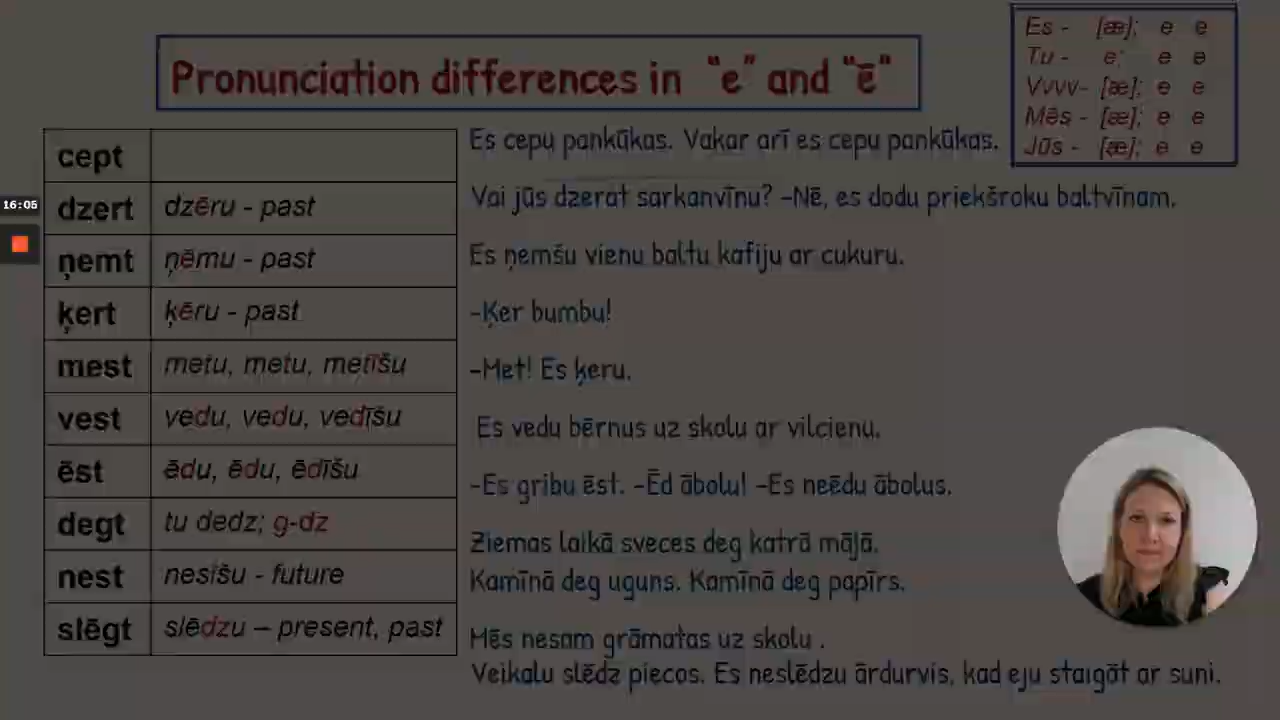 Es - [æ]; e e
Tu - e; e e
Vvvv- [æ]; e e
Mēs - [æ]; e e
Jūs - [æ]; e e
Pronunciation differences in "e" and "ē"
cept
dzert dzēru - past
ņemt ņēmu - past
ķert ķēru - past
mest metu, metu, metīšu
vest vedu, vedu, vedīšu
ēst ēdu, ēdu, ēdīšu
degt tu dedz; g-dz
nest nesīšu - future
slēgt slēdzu – present, past
Es cepu pankūkas. Vakar arī es cepu pankūkas.
Vai jūs dzerat sarkanvīnu? –Nē, es dodu priekšroku baltvīnam.
Es ņemšu vienu baltu kafiju ar cukuru.
-Ķer bumbu!
-Met! Es ķeru.
Es vedu bērnus uz skolu ar vilcienu.
-Es gribu ēst. -Ēd ābolu! -Es neēdu ābolus.
Ziemas laikā sveces deg katrā mājā.
Kamīnā deg uguns. Kamīnā deg papīrs.
Mēs nesam grāmatas uz skolu .
Veikalu slēdz piecos. Es neslēdzu ārdurvis, kad eju staigāt ar suni.
16:05